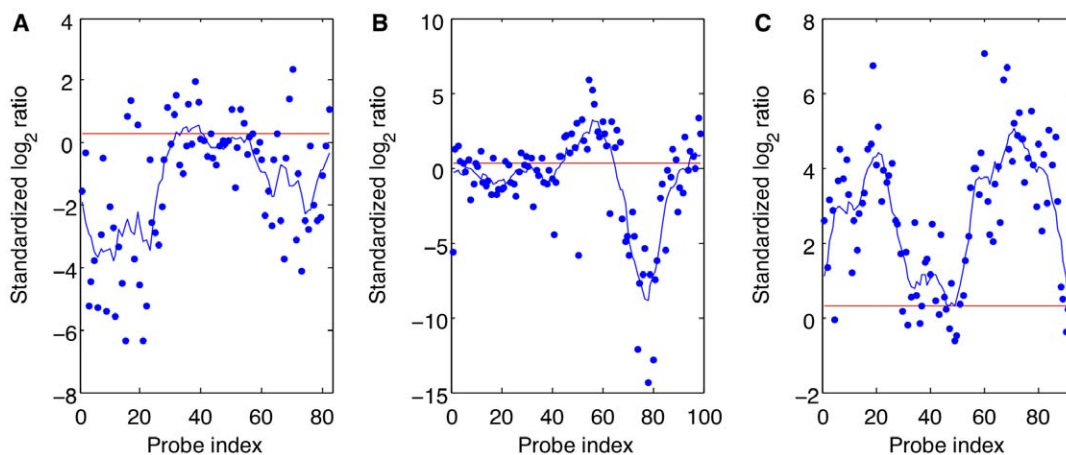 A
Standardized log2 ratio
4
2
0
−2
−4
−6
−8
0 20 40 60 80
Probe index
B
Standardized log2 ratio
10
5
0
−5
−10
−15
0 20 40 60 80 100
Probe index
C
Standardized log2 ratio
8
6
4
2
0
−2
0 20 40 60 80
Probe index